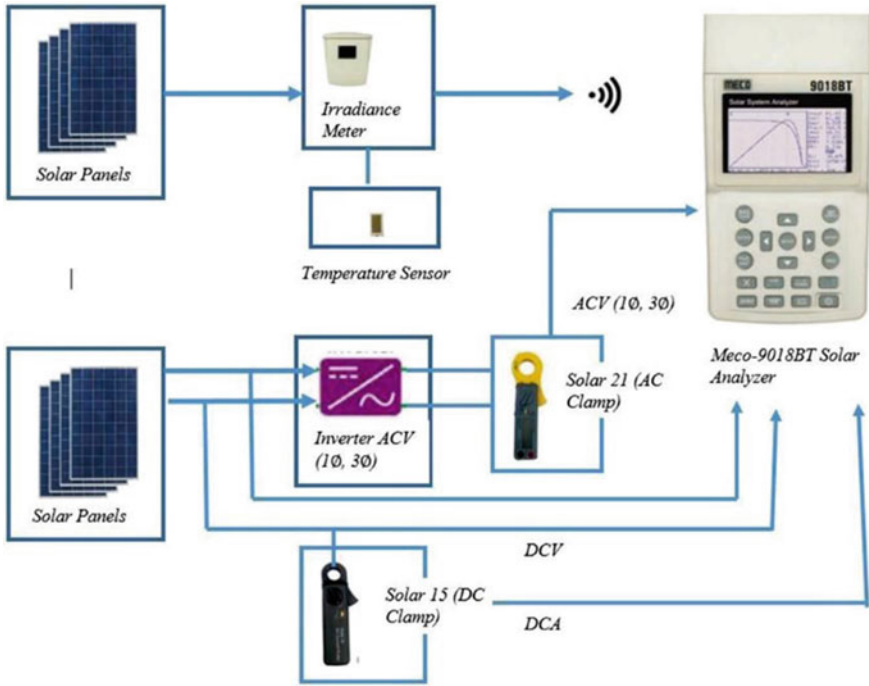 MECO 9018BT
Solar System Analyzer
Irradiance
Meter
Solar Panels
Temperature Sensor
ACV (1Ø, 3Ø)
Meco-9018BT Solar
Analyzer
Solar 21 (AC
Clamp)
Inverter ACV
(1Ø, 3Ø)
Solar Panels
DCV
Solar 15 (DC
Clamp)
DCA